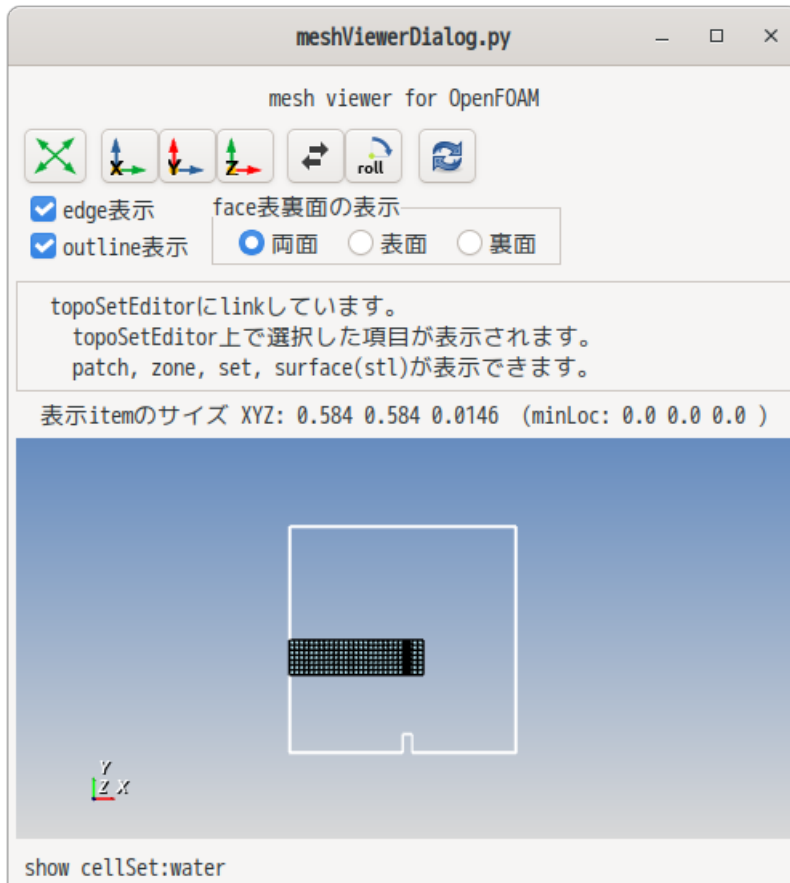 meshViewerDialog.py
mesh viewer for OpenFOAM
X Y Z roll
edge表示 face表裏面の表示
outline表示 両面 表面 裏面
topoSetEditorにlinkしています。
topoSetEditor上で選択した項目が表示されます。
patch, zone, set, surface(stl)が表示できます。
表示itemのサイズ XYZ: 0.584 0.584 0.0146 (minLoc: 0.0 0.0 0.0 )
Y
Z X
show cellSet:water